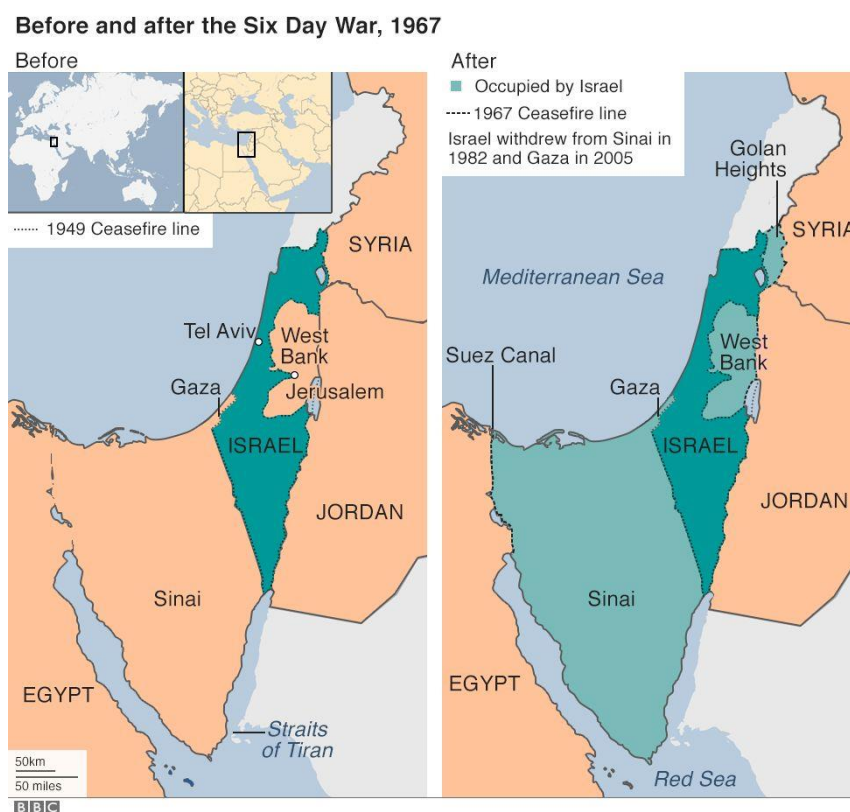 Before and after the Six Day War, 1967
Before
1949 Ceasefire line
SYRIA
Tel Aviv
West
Bank
Gaza
Jerusalem
ISRAEL
JORDAN
Sinai
EGYPT
Straits
of Tiran
50km
50 miles
BBC
After
Occupied by Israel
1967 Ceasefire line
Israel withdrew from Sinai in
1982 and Gaza in 2005
Golan
Heights
SYRIA
Mediterranean Sea
Suez Canal
West
Bank
Gaza
ISRAEL
JORDAN
Sinai
EGYPT
Red Sea